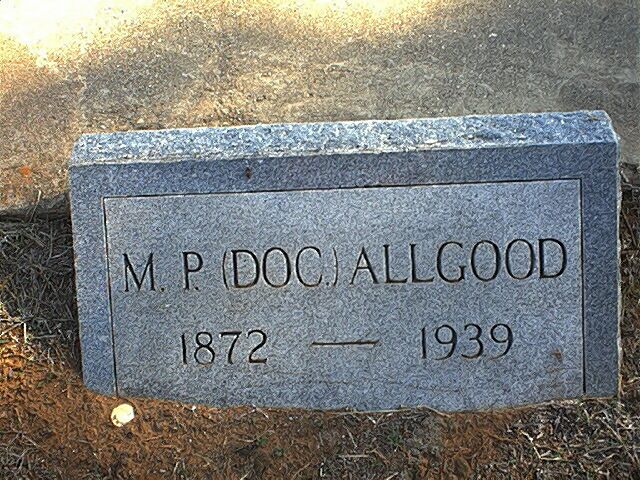 M. P. (DOC.) ALLGOOD
1872 — 1939